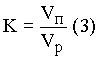 K = Vп / Vр (3)